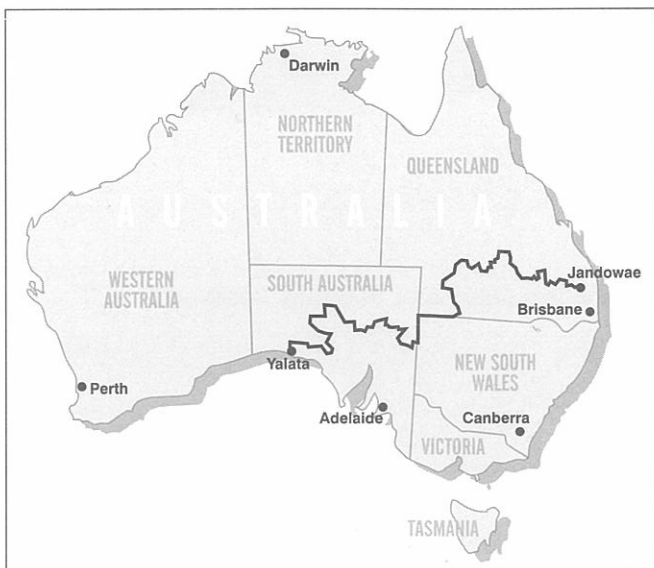 Darwin
NORTHERN
TERRITORY
QUEENSLAND
AUSTRALIA
WESTERN
AUSTRALIA
SOUTH AUSTRALIA
Jandowae
Brisbane
Yalata
NEW SOUTH
WALES
Perth
Adelaide
Canberra
VICTORIA
TASMANIA